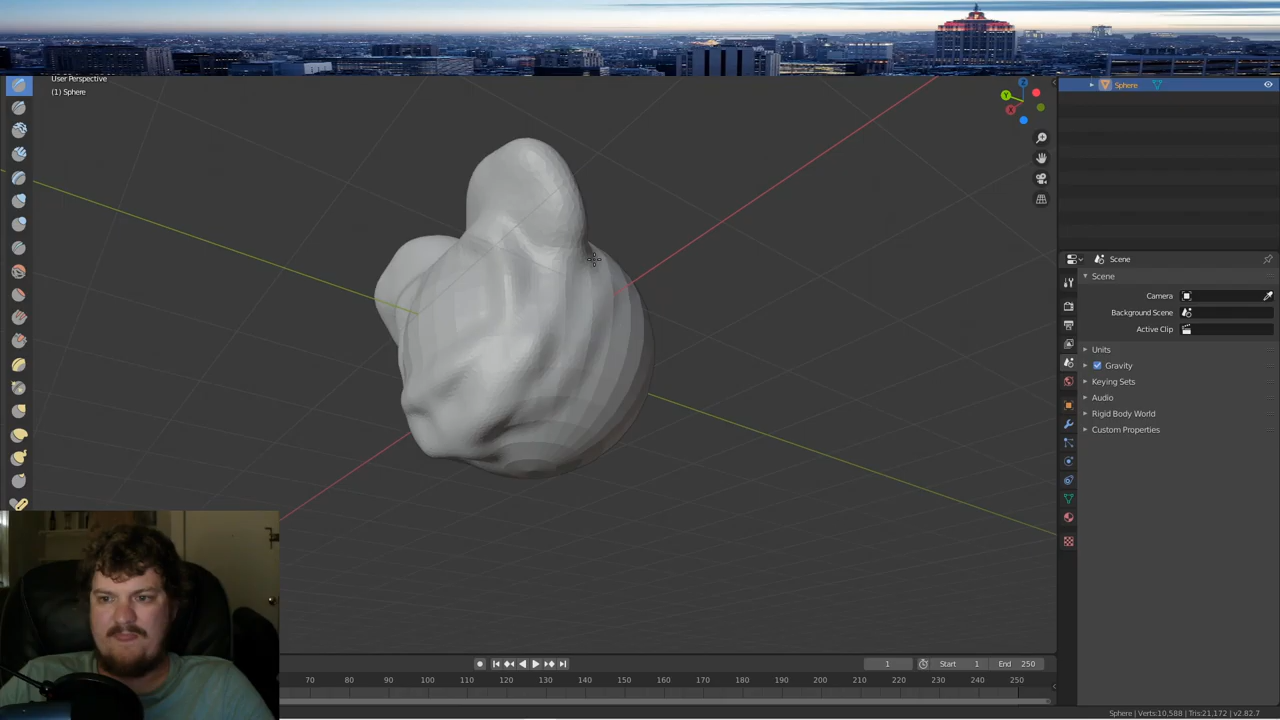 User Perspective
(1) Sphere
Sphere
Y
X
Z
Scene
Scene
Camera
Background Scene
Active Clip
Units
Gravity
Keying Sets
Audio
Rigid Body World
Custom Properties
1
Start 1
End 250
70 80 90 100 110 120 130 140 150 160 170 180 190 200 210 220 230 240 250
Sphere | Verts:10,588 | Tris:21,172 | v2.82.7